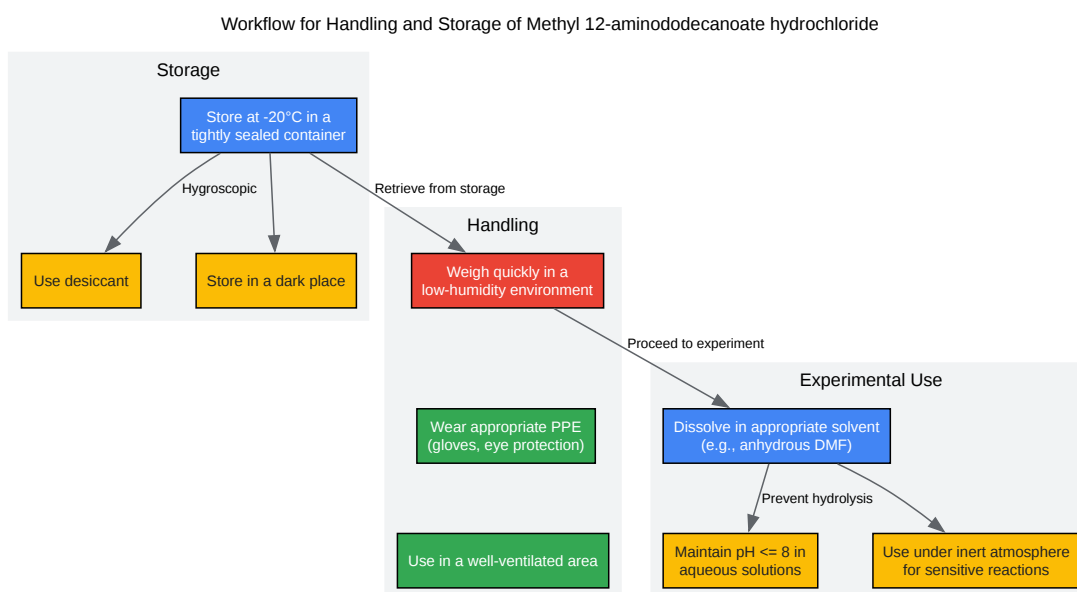 Workflow for Handling and Storage of Methyl 12-aminododecanoate hydrochloride
Storage
Store at -20°C in a
tightly sealed container
Hygroscopic
Retrieve from storage
Handling
Use desiccant
Store in a dark place
Weigh quickly in a
low-humidity environment
Proceed to experiment
Experimental Use
Wear appropriate PPE
(gloves, eye protection)
Dissolve in appropriate solvent
(e.g., anhydrous DMF)
Prevent hydrolysis
Use in a well-ventilated area
Maintain pH <= 8 in
aqueous solutions
Use under inert atmosphere
for sensitive reactions